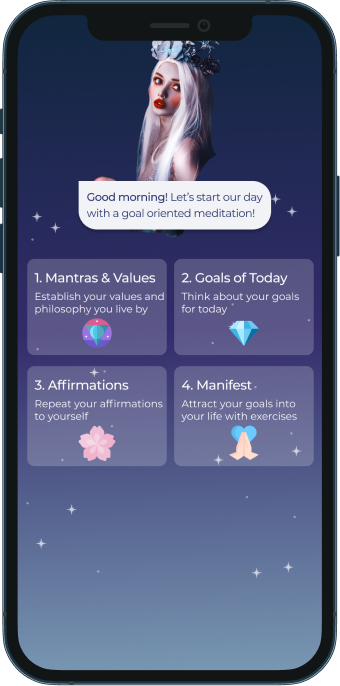 Good morning! Let's start our day
with a goal oriented meditation!
1. Mantras & Values
Establish your values and
philosophy you live by
2. Goals of Today
Think about your goals
for today
3. Affirmations
Repeat your affirmations
to yourself
4. Manifest
Attract your goals into
your life with exercises